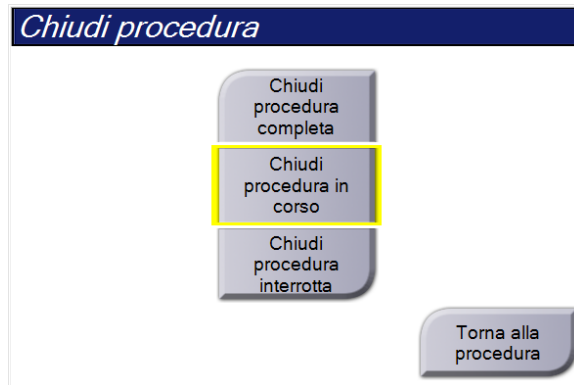 Chiudi procedura
Chiudi
procedura
completa
Chiudi
procedura in
corso
Chiudi
procedura
interrotta
Torna alla
procedura